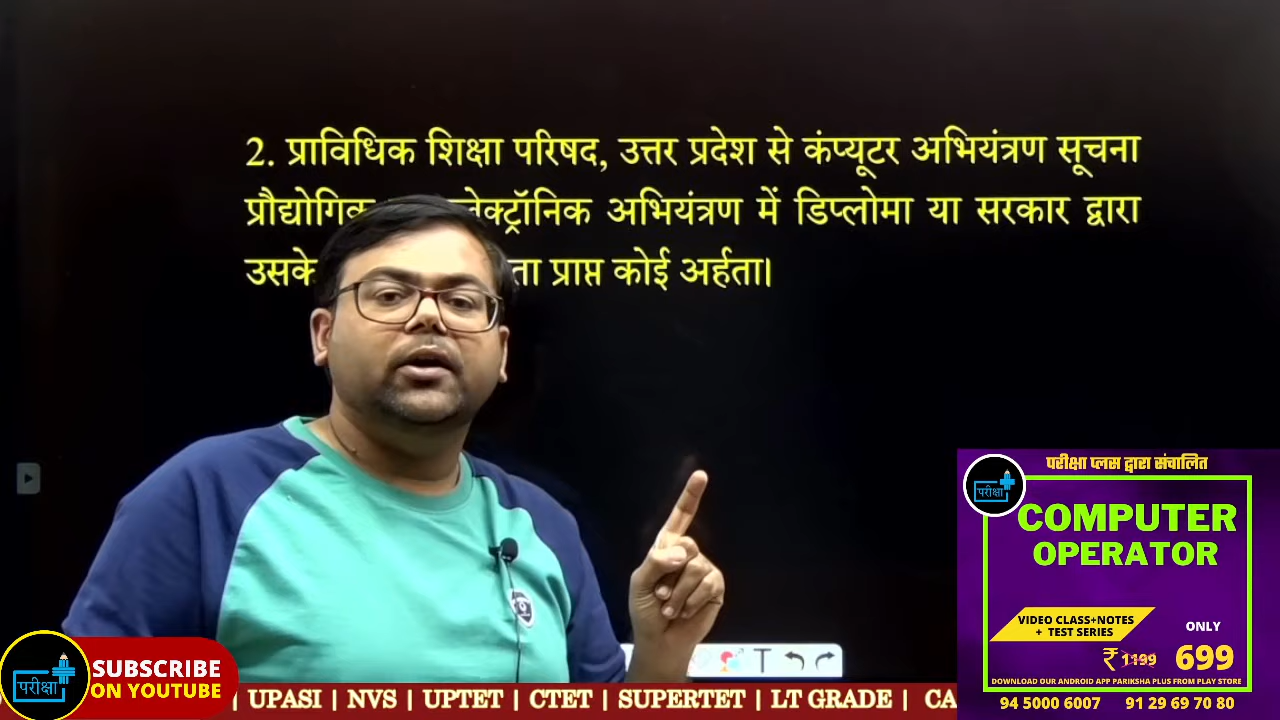 2. प्राविधिक शिक्षा परिषद, उत्तर प्रदेश से कंप्यूटर अभियंत्रण सूचना
अभियंत्रण में डिप्लोमा या सरकार द्वारा
प्राप्त कोई अर्हता।
परीक्षा प्लस द्वारा संचालित
परीक्षा
COMPUTER
OPERATOR
VIDEO CLASS+NOTES
+ TEST SERIES
ONLY
₹1199 699
DOWNLOAD OUR ANDROID APP PARIKSHA PLUS FROM PLAY STORE
94 5000 6007 91 29 69 70 80
परीक्षा
SUBSCRIBE
ON YOUTUBE
| UPASI | NVS | UPTET | CTET | SUPERTET | LT GRADE |
T